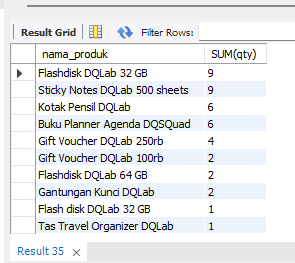 Result Grid Filter Rows:
nama_produk SUM(qty)
Flashdisk DQLab 32 GB 9
Sticky Notes DQLab 500 sheets 9
Kotak Pensil DQLab 6
Buku Planner Agenda DQSQuad 6
Gift Voucher DQLab 250rb 4
Gift Voucher DQLab 100rb 2
Flashdisk DQLab 64 GB 2
Gantungan Kunci DQLab 2
Flash disk DQLab 32 GB 1
Tas Travel Organizer DQLab 1
Result 35